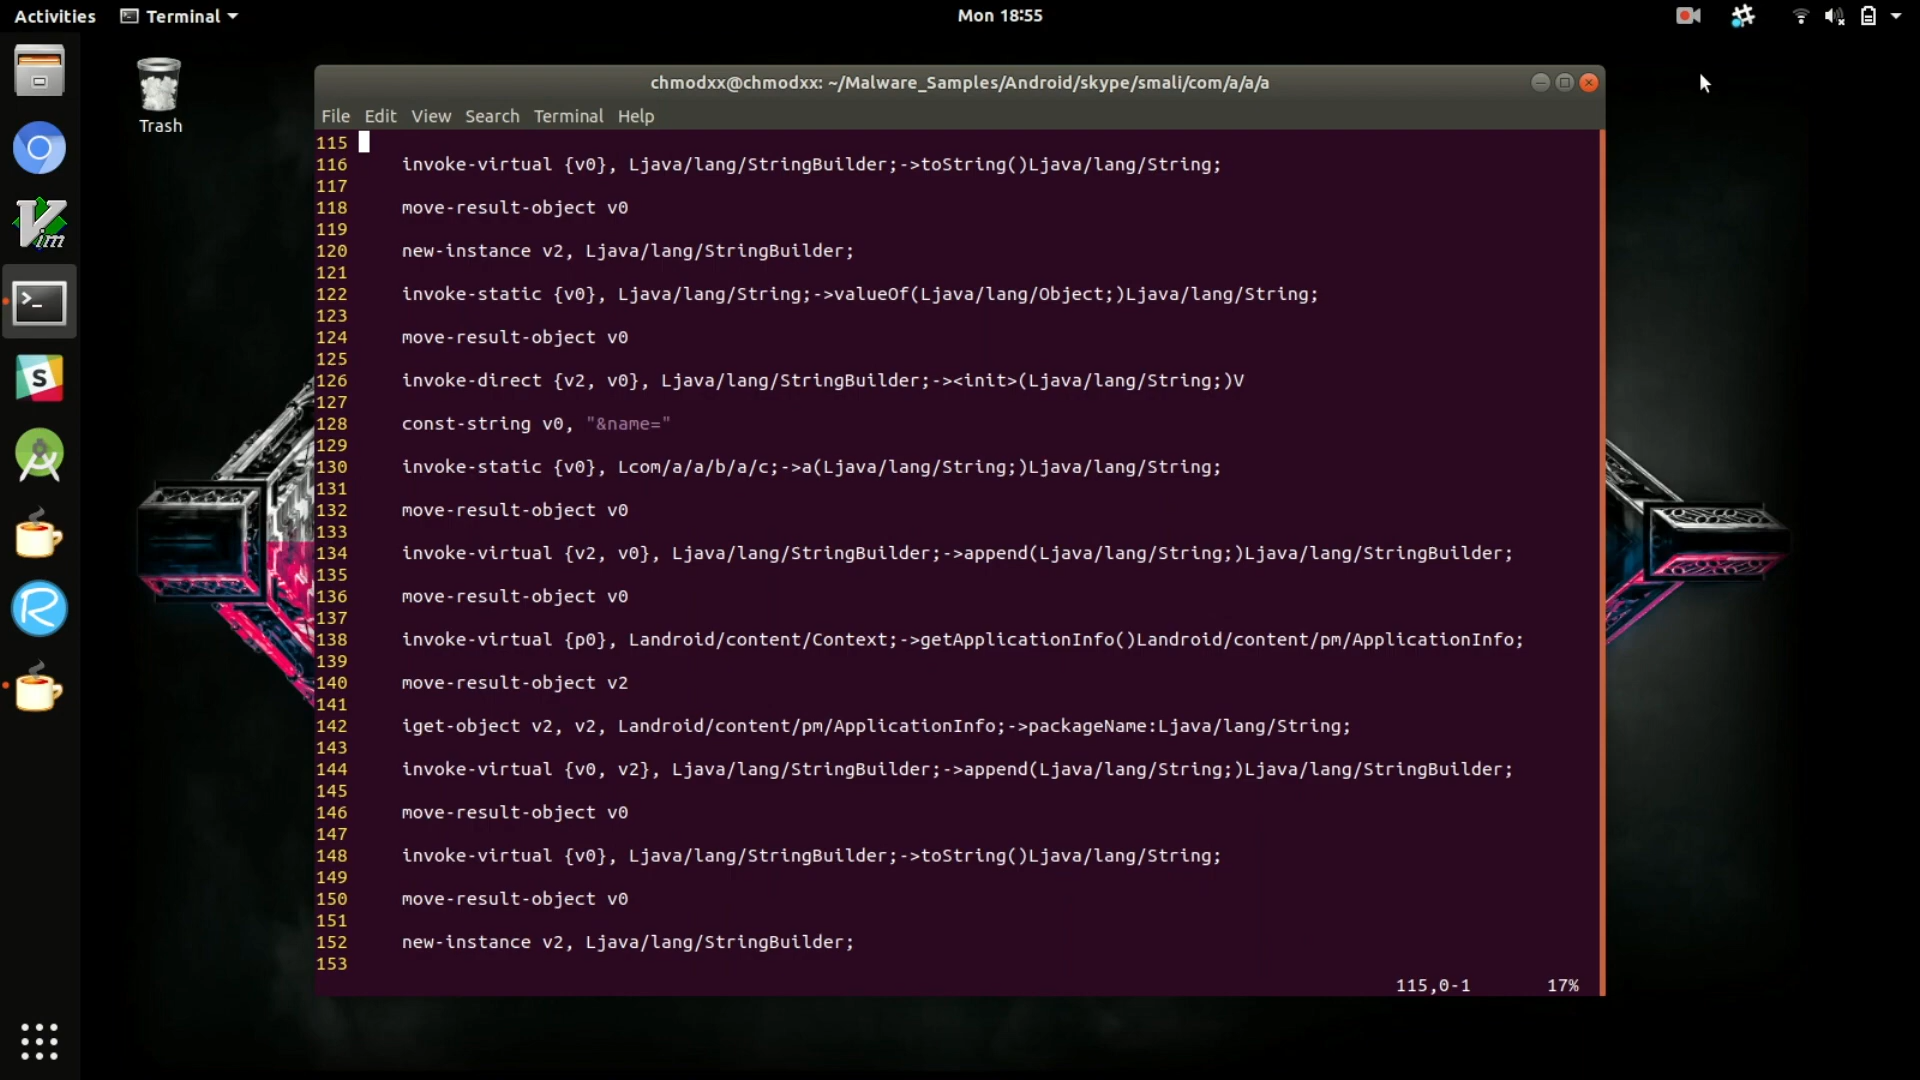 Activities Terminal Mon 18:55
Trash
chmodxx@chmodxx: ~/Malware_Samples/Android/skype/smali/com/a/a/a
File Edit View Search Terminal Help
115
116 invoke-virtual {v0}, Ljava/lang/StringBuilder;->toString()Ljava/lang/String;
117
118 move-result-object v0
119
120 new-instance v2, Ljava/lang/StringBuilder;
121
122 invoke-static {v0}, Ljava/lang/String;->valueOf(Ljava/lang/Object;)Ljava/lang/String;
123
124 move-result-object v0
125
126 invoke-direct {v2, v0}, Ljava/lang/StringBuilder;-><init>(Ljava/lang/String;)V
127
128 const-string v0, "&name="
129
130 invoke-static {v0}, Lcom/a/a/b/a/c;->a(Ljava/lang/String;)Ljava/lang/String;
131
132 move-result-object v0
133
134 invoke-virtual {v2, v0}, Ljava/lang/StringBuilder;->append(Ljava/lang/String;)Ljava/lang/StringBuilder;
135
136 move-result-object v0
137
138 invoke-virtual {p0}, Landroid/content/Context;->getApplicationInfo()Landroid/content/pm/ApplicationInfo;
139
140 move-result-object v2
141
142 iget-object v2, v2, Landroid/content/pm/ApplicationInfo;->packageName:Ljava/lang/String;
143
144 invoke-virtual {v0, v2}, Ljava/lang/StringBuilder;->append(Ljava/lang/String;)Ljava/lang/StringBuilder;
145
146 move-result-object v0
147
148 invoke-virtual {v0}, Ljava/lang/StringBuilder;->toString()Ljava/lang/String;
149
150 move-result-object v0
151
152 new-instance v2, Ljava/lang/StringBuilder;
153
115,0-1 17%
Vim
S
R